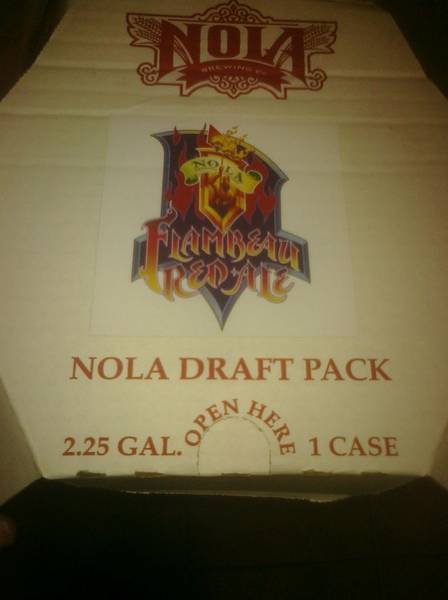 NOLA
BREWING CO
NOLA
FLAMBEAU
RED ALE
NOLA DRAFT PACK
OPEN HERE
2.25 GAL. 1 CASE